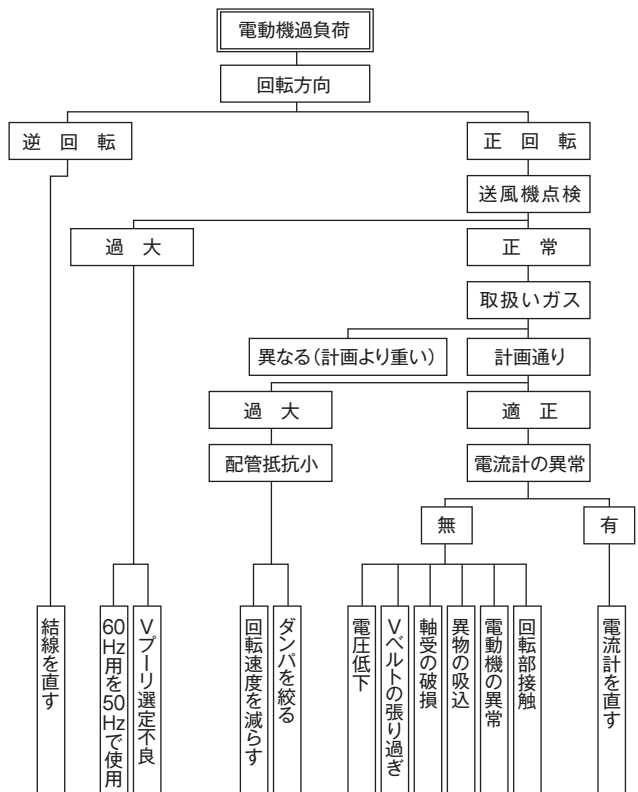 電動機過負荷
回転方向
逆回転
正回転
送風機点検
過大
正常
取扱いガス
異なる（計画より重い）
計画通り
過大
適正
配管抵抗小
電流計の異常
無
有
結線を直す
60Hz用を50Hzで使用
Vプーリ選定不良
回転速度を減らす
ダンパを絞る
電圧低下
Vベルトの張り過ぎ
軸受の破損
異物の吸込
電動機の異常
回転部接触
電流計を直す